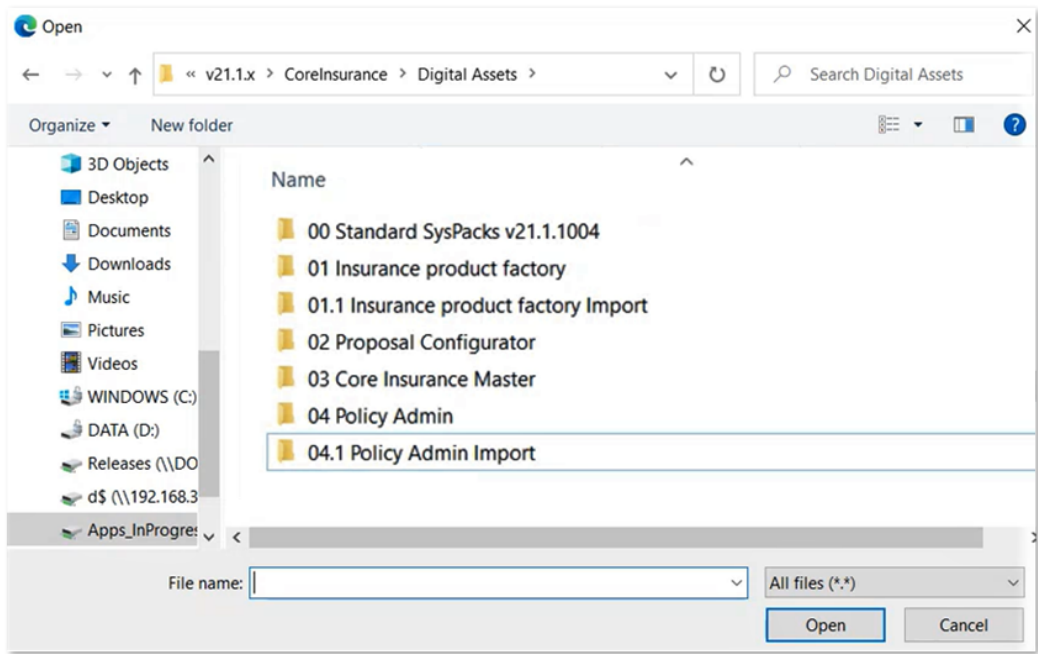 Open
« v21.1.x > CoreInsurance > Digital Assets >
Search Digital Assets
Organize
New folder
?
3D Objects
Desktop
Documents
Downloads
Music
Pictures
Videos
WINDOWS (C:)
DATA (D:)
Releases (\\DO
d$ (\\192.168.3
Apps_InProgres
Name
00 Standard SysPacks v21.1.1004
01 Insurance product factory
01.1 Insurance product factory Import
02 Proposal Configurator
03 Core Insurance Master
04 Policy Admin
04.1 Policy Admin Import
File name:
All files (*.*)
Open
Cancel